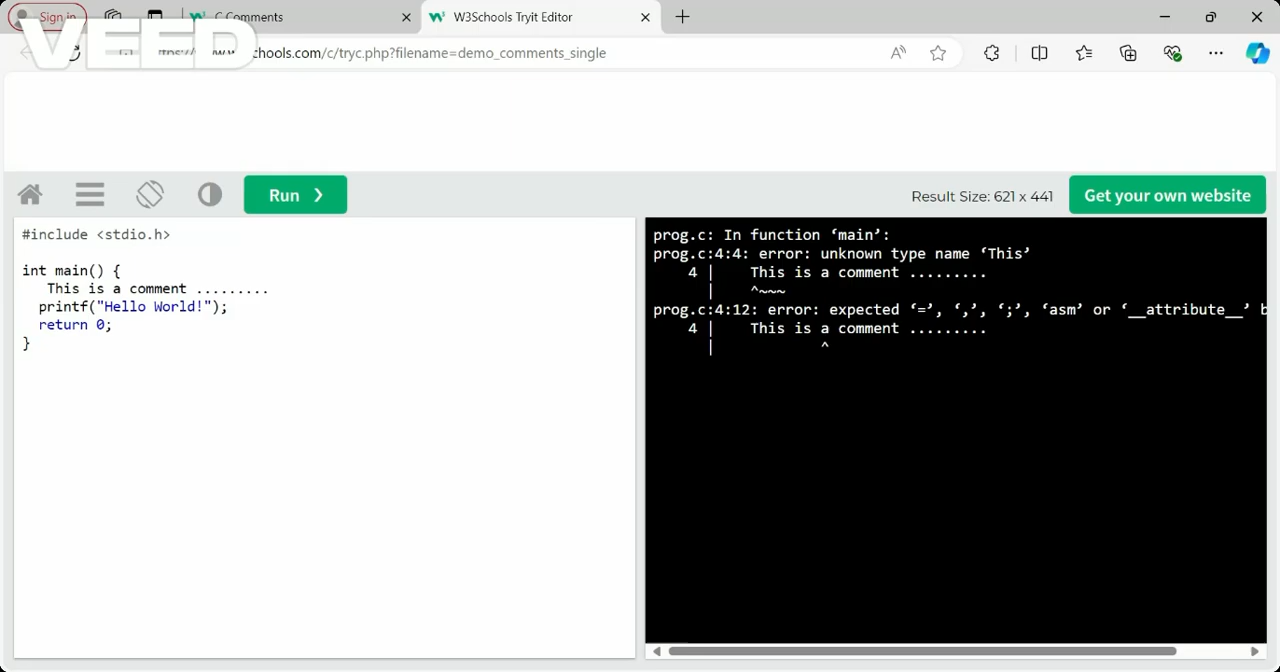 Sign in
C Comments
W3Schools Tryit Editor
VEED
chools.com/c/tryc.php?filename=demo_comments_single
Run ❯
Result Size: 621 x 441
Get your own website
#include <stdio.h>
int main() {
This is a comment .........
printf("Hello World!");
return 0;
}
prog.c: In function ‘main’:
prog.c:4:4: error: unknown type name ‘This’
4 |    This is a comment .........
|    ^~~~
prog.c:4:12: error: expected ‘=’, ‘,’, ‘;’, ‘asm’ or ‘__attribute__’ b
4 |    This is a comment .........
|            ^